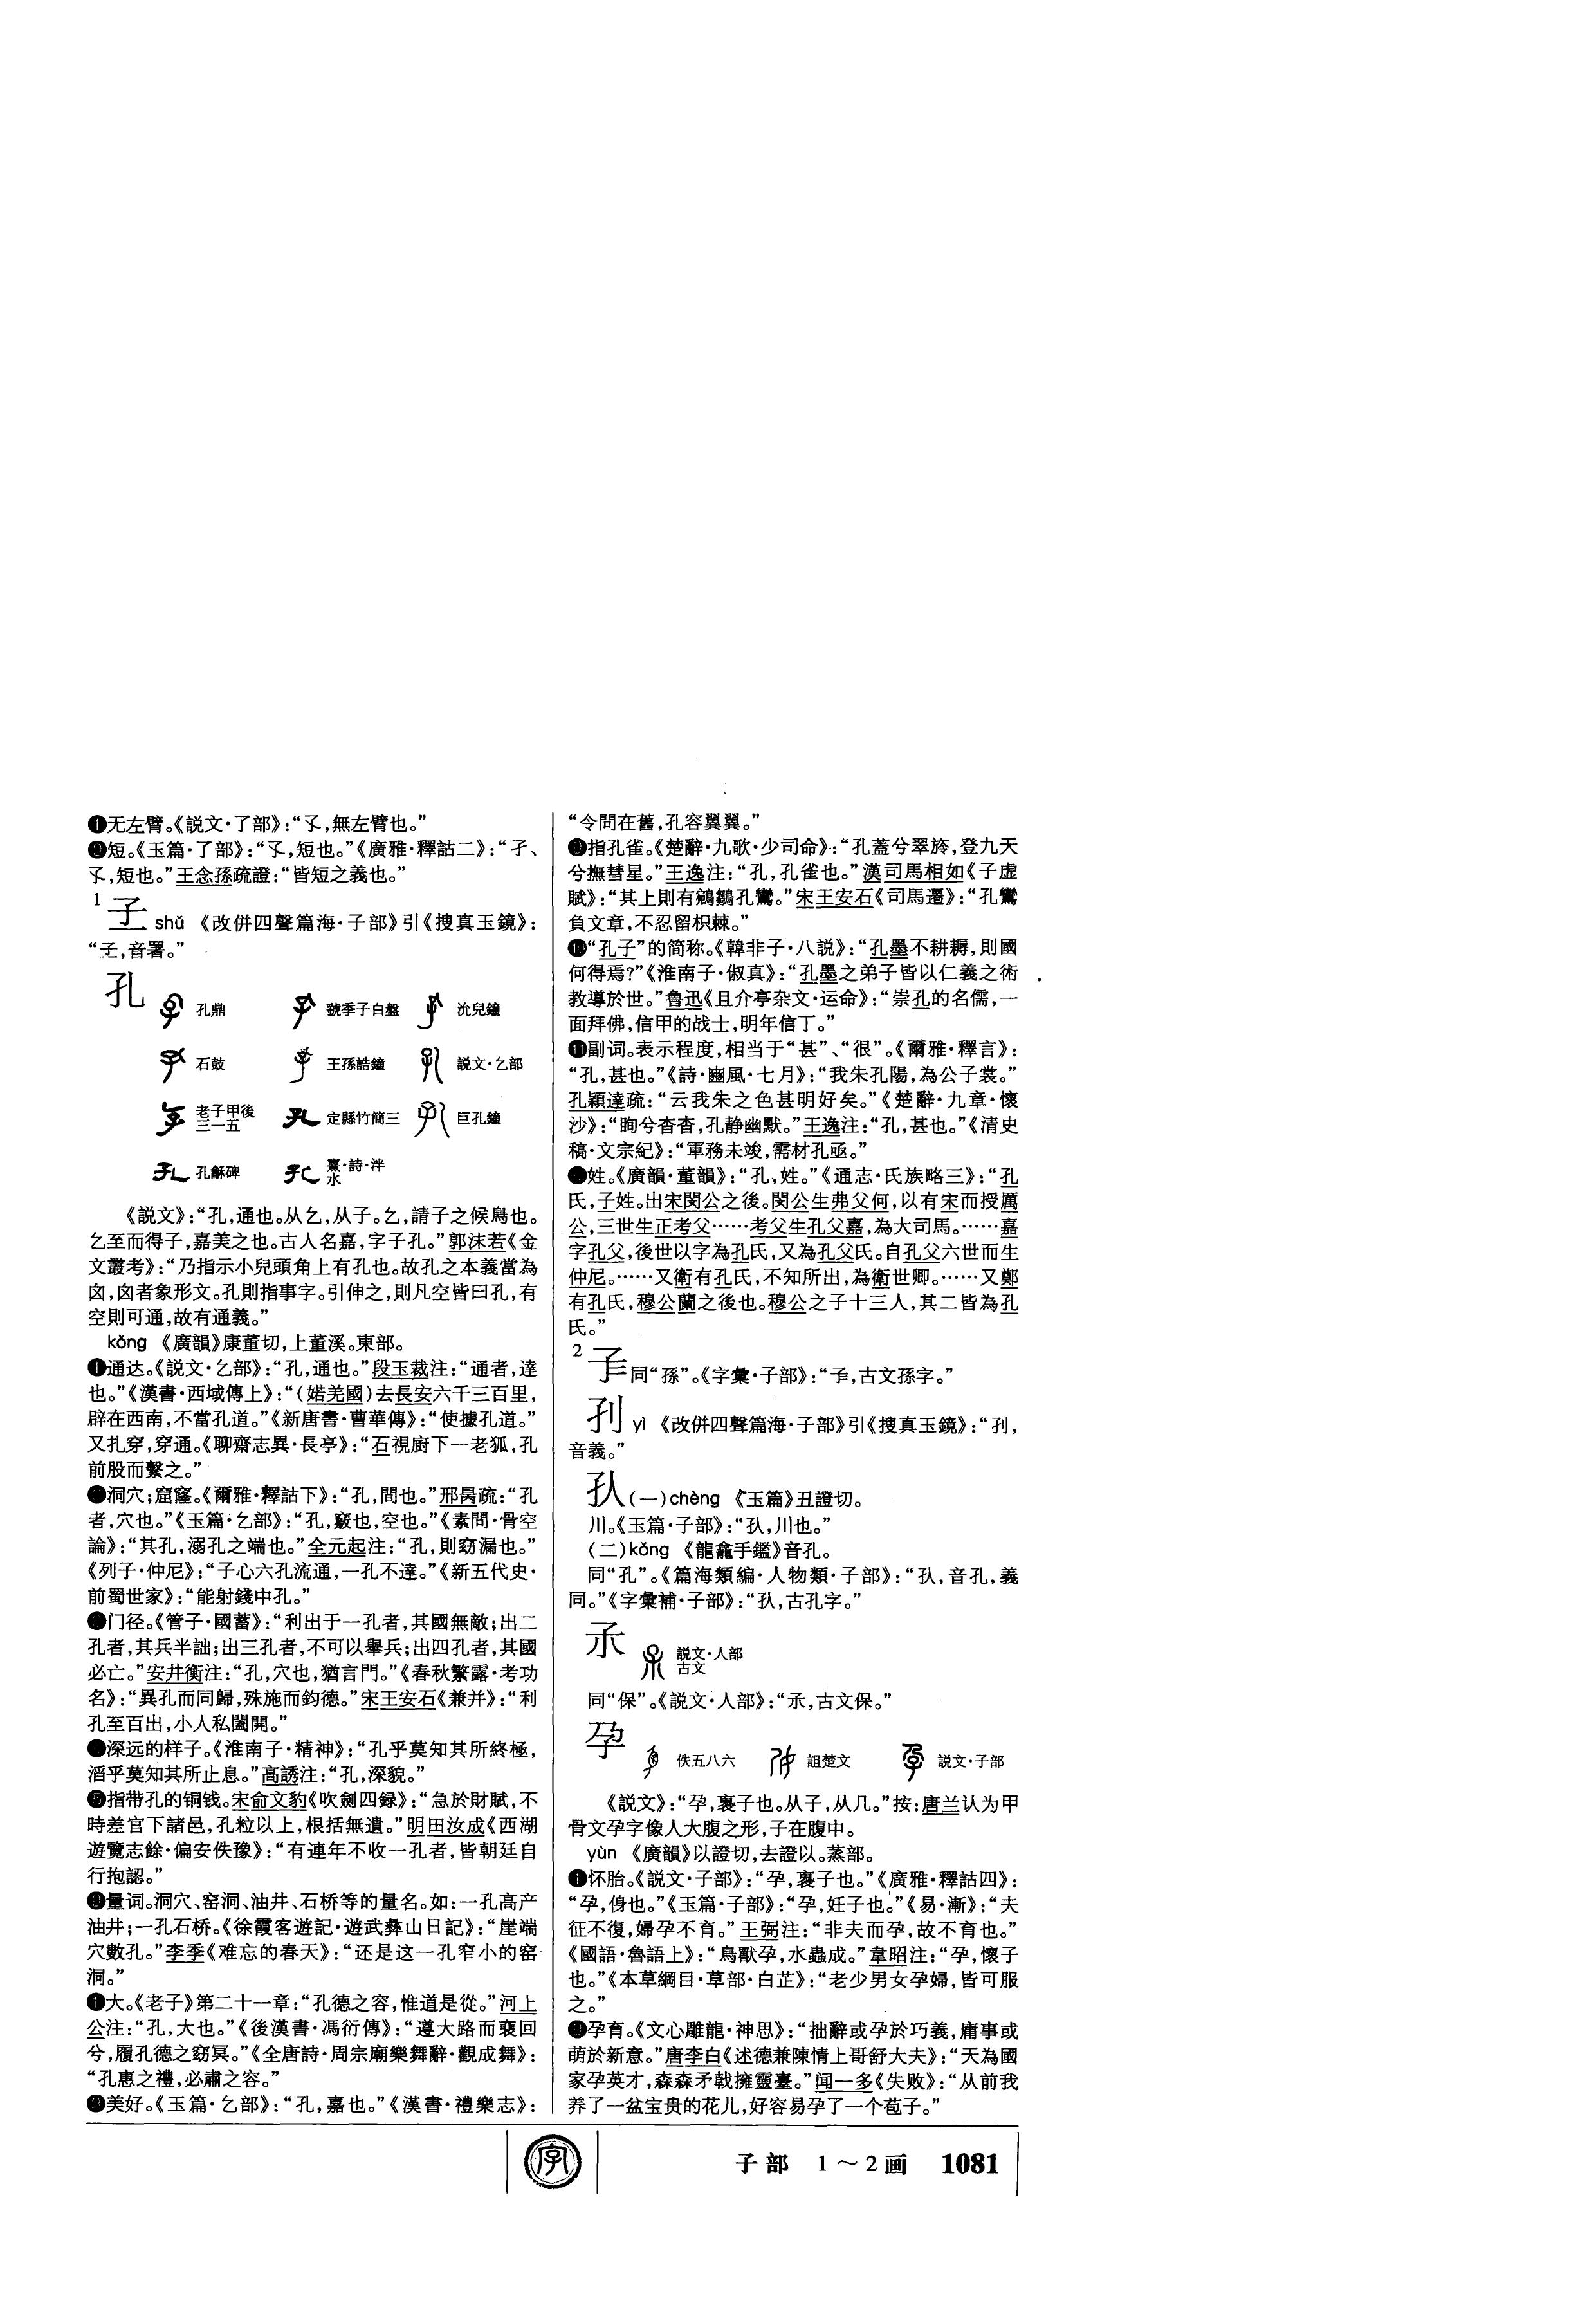 ❶无左臂。《説文·了部》：“孓，無左臂也。”
❷短。《玉篇·了部》：“孓，短也。”《廣雅·釋詁二》：“孑、
孓，短也。”王念孫疏證：“皆短之義也。”
1
shǔ 《改併四聲篇海·子部》引《搜真玉鏡》：
，音署。”
孔
孔鼎 虢季子白盤 沇兒鐘
石鼓 王孫誥鐘 説文·乞部
老子甲後三一五 定縣竹簡三 巨孔鐘
孔龢碑 熹·詩·泮水
《説文》：“孔，通也。从乞，从子。乞，請子之候鳥也。
乞至而得子，嘉美之也。古人名嘉，字子孔。”郭沫若《金
文叢考》：“乃指示小兒頭角上有孔也。故孔之本義當為
囟，囟者象形文。孔則指事字。引伸之，則凡空皆曰孔，有
空則可通，故有通義。”
kǒng 《廣韻》康董切，上董溪。東部。
❶通达。《説文·乞部》：“孔，通也。”段玉裁注：“通者，達
也。”《漢書·西域傳上》：“（婼羌國）去長安六千三百里，
辟在西南，不當孔道。”《新唐書·曹華傳》：“使據孔道。”
又扎穿，穿通。《聊齋志異·長亭》：“石視廚下一老狐，孔
前股而繫之。”
❷洞穴；窟窿。《爾雅·釋詁下》：“孔，間也。”邢昺疏：“孔
者，穴也。”《玉篇·乞部》：“孔，竅也，空也。”《素問·骨空
論》：“其孔，溺孔之端也。”全元起注：“孔，則窈漏也。”
《列子·仲尼》：“子心六孔流通，一孔不達。”《新五代史·
前蜀世家》：“能射錢中孔。”
❸门径。《管子·國蓄》：“利出于一孔者，其國無敵；出二
孔者，其兵半詘；出三孔者，不可以舉兵；出四孔者，其國
必亡。”安井衡注：“孔，穴也，猶言門。”《春秋繁露·考功
名》：“異孔而同歸，殊施而鈞德。”宋王安石《兼并》：“利
孔至百出，小人私闔開。”
❹深远的样子。《淮南子·精神》：“孔乎莫知其所終極，
滔乎莫知其所止息。”高誘注：“孔，深貌。”
❺指带孔的铜钱。宋俞文豹《吹劍四録》：“急於財賦，不
時差官下諸邑，孔粒以上，根括無遺。”明田汝成《西湖
遊覽志餘·偏安佚豫》：“有連年不收一孔者，皆朝廷自
行抱認。”
❻量词。洞穴、窑洞、油井、石桥等的量名。如：一孔高产
油井；一孔石桥。《徐霞客遊記·遊武彝山日記》：“崖端
穴數孔。”李季《难忘的春天》：“还是这一孔窄小的窑
洞。”
❼大。《老子》第二十一章：“孔德之容，惟道是從。”河上
公注：“孔，大也。”《後漢書·馮衍傳》：“遵大路而裵回
兮，履孔德之窈冥。”《全唐詩·周宗廟樂舞辭·觀成舞》：
“孔惠之禮，必肅之容。”
❽美好。《玉篇·乞部》：“孔，嘉也。”《漢書·禮樂志》：
“令問在舊，孔容翼翼。”
❾指孔雀。《楚辭·九歌·少司命》：“孔蓋兮翠旍，登九天
兮撫彗星。”王逸注：“孔，孔雀也。”漢司馬相如《子虚
賦》：“其上則有鵷鶵孔鸞。”宋王安石《司馬遷》：“孔鸞
負文章，不忍留枳棘。”
❿“孔子”的简称。《韓非子·八説》：“孔墨不耕耨，則國
何得焉？”《淮南子·俶真》：“孔墨之弟子皆以仁義之術
教導於世。”鲁迅《且介亭杂文·运命》：“崇孔的名儒，一
面拜佛，信甲的战士，明年信丁。”
⓫副词。表示程度，相当于“甚”、“很”。《爾雅·釋言》：
“孔，甚也。”《詩·豳風·七月》：“我朱孔陽，為公子裳。”
孔穎達疏：“云我朱之色甚明好矣。”《楚辭·九章·懷
沙》：“眴兮杳杳，孔静幽默。”王逸注：“孔，甚也。”《清史
稿·文宗紀》：“軍務未竣，需材孔亟。”
⓬姓。《廣韻·董韻》：“孔，姓。”《通志·氏族略三》：“孔
氏，子姓。出宋閔公之後。閔公生弗父何，以有宋而授厲
公，三世生正考父……考父生孔父嘉，為大司馬。……嘉
字孔父，後世以字為孔氏，又為孔父氏。自孔父六世而生
仲尼。……又衛有孔氏，不知所出，為衛世卿。……又鄭
有孔氏，穆公蘭之後也。穆公之子十三人，其二皆為孔
氏。”
2
同“孫”。《字彙·子部》：“，古文孫字。”
yì 《改併四聲篇海·子部》引《搜真玉鏡》：“，
音義。”
（一）chèng 《玉篇》丑證切。
川。《玉篇·子部》：“，川也。”
（二）kǒng 《龍龕手鑑》音孔。
同“孔”。《篇海類編·人物類·子部》：“，音孔，義
同。”《字彙補·子部》：“，古孔字。”
㝉
説文·人部古文
同“保”。《説文·人部》：“，古文保。”
孕
佚五八六 詛楚文 説文·子部
《説文》：“孕，裹子也。从子，从几。”按：唐兰认为甲
骨文孕字像人大腹之形，子在腹中。
yùn 《廣韻》以證切，去證以。蒸部。
❶怀胎。《説文·子部》：“孕，裹子也。”《廣雅·釋詁四》：
“孕，㑗也。”《玉篇·子部》：“孕，妊子也。”《易·漸》：“夫
征不復，婦孕不育。”王弼注：“非夫而孕，故不育也。”
《國語·魯語上》：“鳥獸孕，水蟲成。”韋昭注：“孕，懷子
也。”《本草綱目·草部·白芷》：“老少男女孕婦，皆可服
之。”
❷孕育。《文心雕龍·神思》：“拙辭或孕於巧義，庸事或
萌於新意。”唐李白《述德兼陳情上哥舒大夫》：“天為國
家孕英才，森森矛戟擁靈臺。”闻一多《失败》：“从前我
养了一盆宝贵的花儿，好容易孕了一个苞子。”
字
子部 1～2画 1081